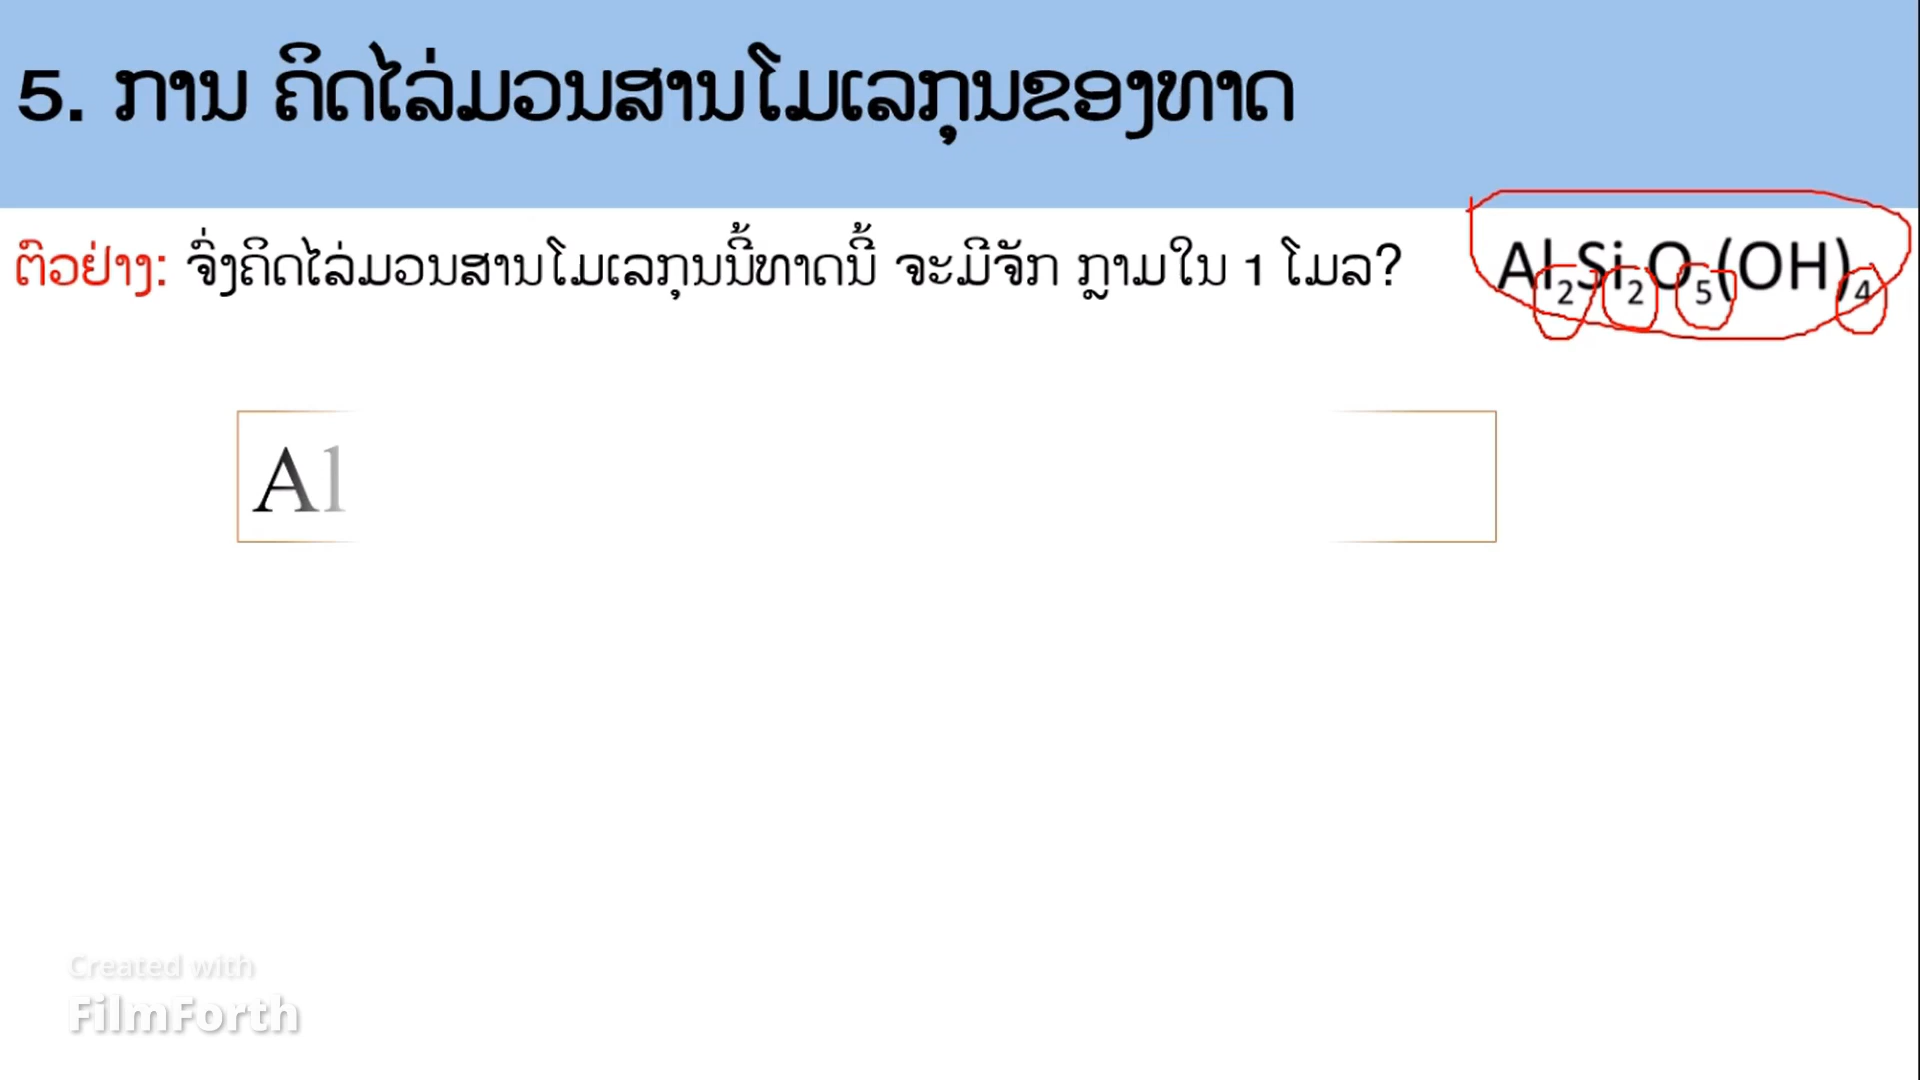 5. ການ ຄິດໄລ່ມວນສານໂມເລກຸນຂອງທາດ
ຕົວຢ່າງ: ຈົ່ງຄິດໄລ່ມວນສານໂມເລກຸນນີ້ທາດນີ້ ຈະມີຈັກ ກຼາມໃນ 1 ໂມລ? Al₂Si₂O₅(OH)₄
Al
Created with
FilmForth